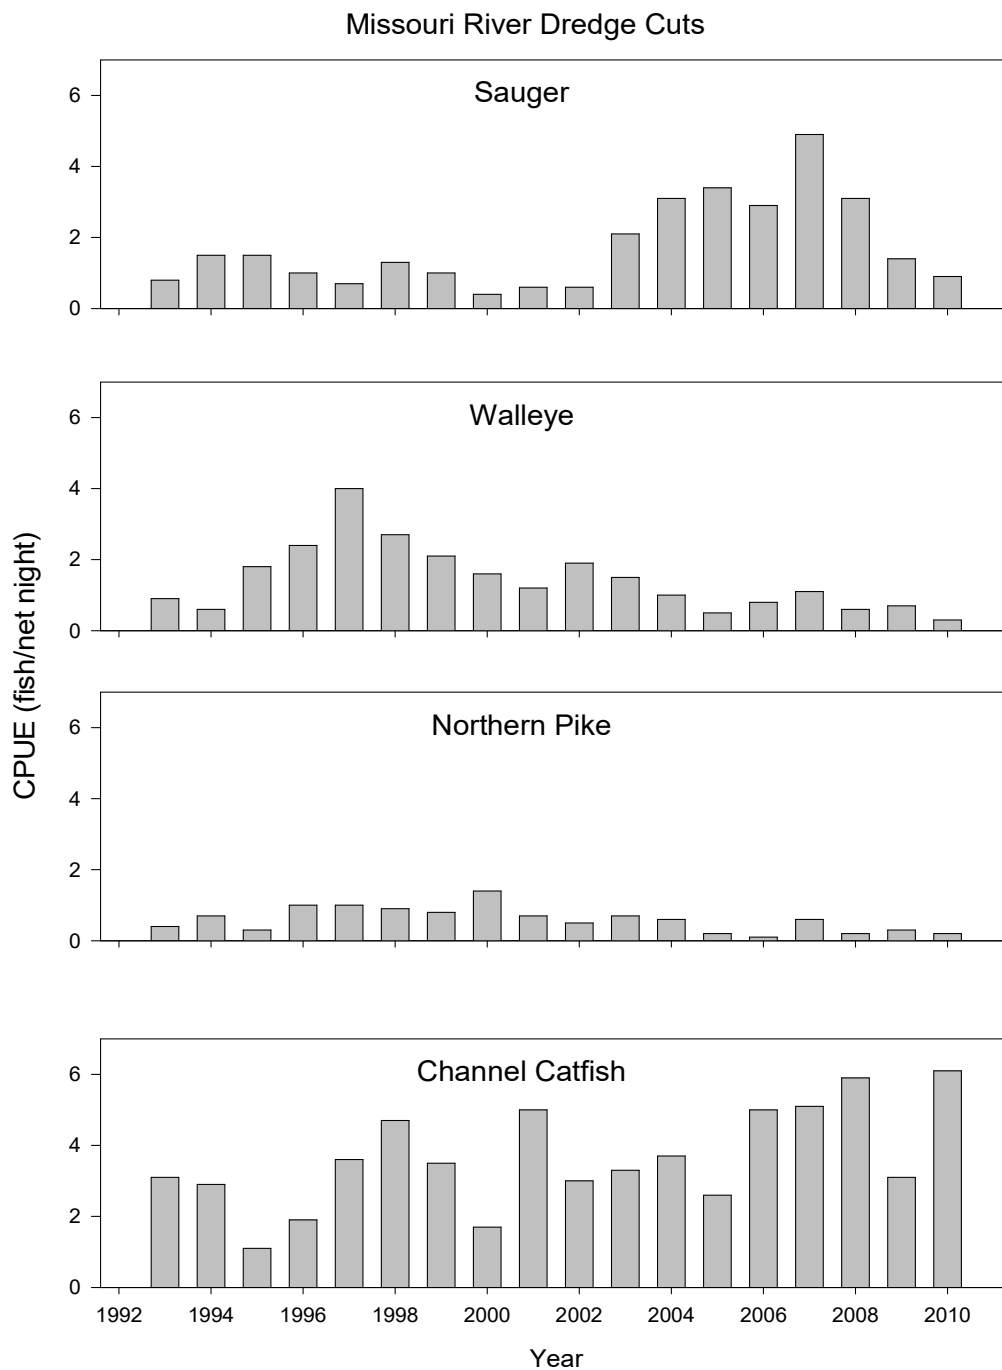 Missouri River Dredge Cuts
Sauger
6
4
2
0
Walleye
6
4
2
0
CPUE (fish/net night)
Northern Pike
6
4
2
0
Channel Catfish
6
4
2
0
1992 1994 1996 1998 2000 2002 2004 2006 2008 2010
Year